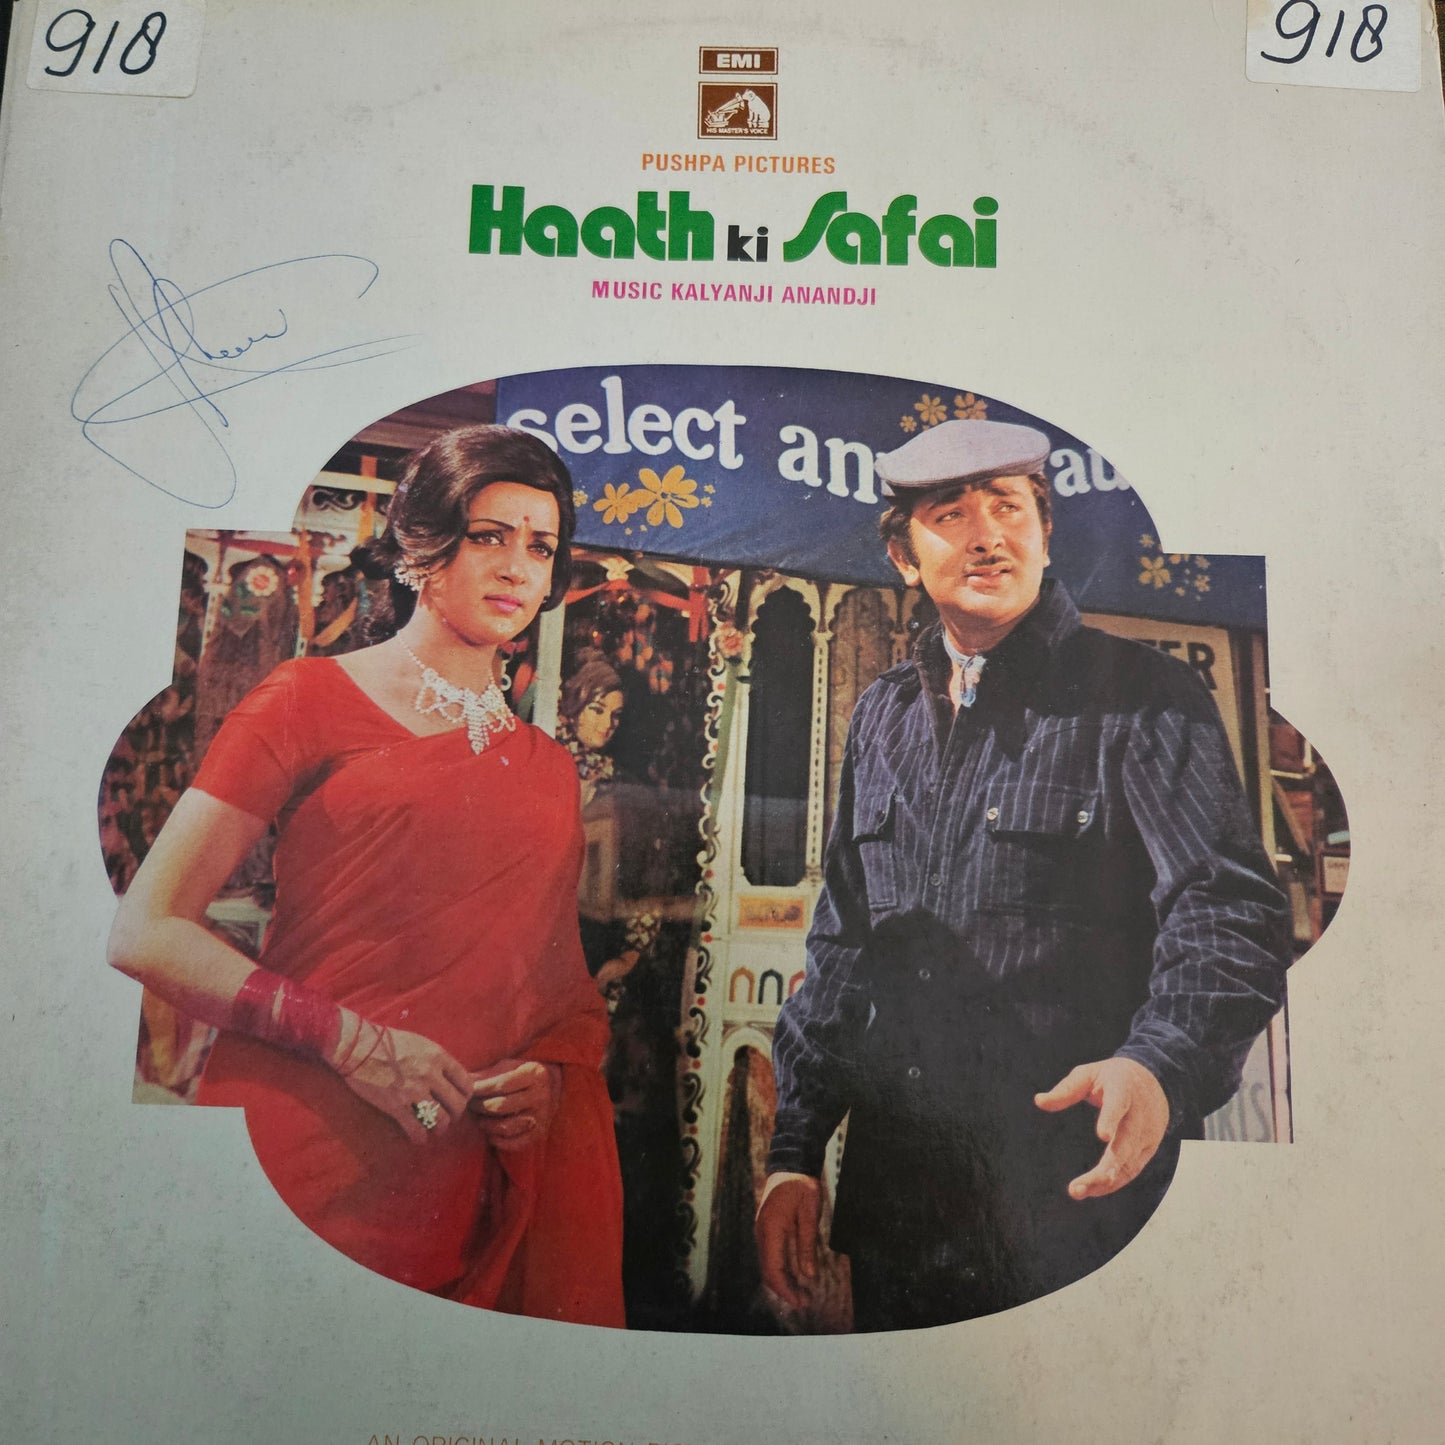 918
918
EMI
HIS MASTER'S VOICE
PUSHPA PICTURES
Haath ki Safai
MUSIC KALYANJI ANANDJI
select
AN ORIGINAL MOTION